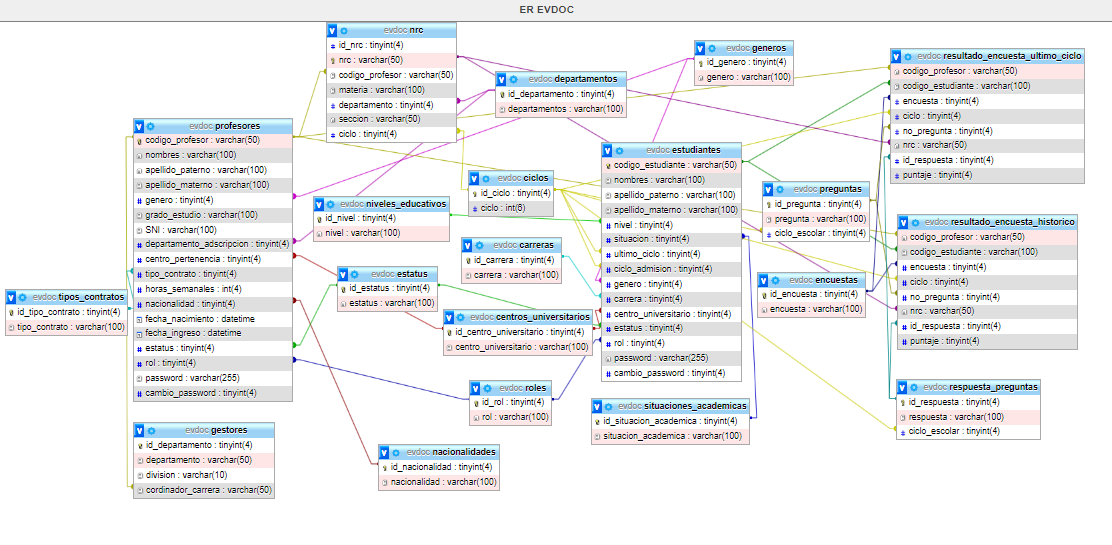 ER EVDOC
evdoc nrc
id_nrc : tinyint(4)
nrc : varchar(50)
codigo_profesor : varchar(50)
materia : varchar(100)
departamento : tinyint(4)
seccion : varchar(50)
ciclo : tinyint(4)
evdoc departamentos
id_departamento : tinyint(4)
departamentos : varchar(100)
evdoc generos
id_genero : tinyint(4)
genero : varchar(100)
evdoc resultado_encuesta_ultimo_ciclo
codigo_profesor : varchar(50)
codigo_estudiante : varchar(100)
encuesta : tinyint(4)
ciclo : tinyint(4)
no_pregunta : tinyint(4)
nrc : varchar(50)
id_respuesta : tinyint(4)
puntaje : tinyint(4)
evdoc profesores
codigo_profesor : varchar(50)
nombres : varchar(100)
apellido_paterno : varchar(100)
apellido_materno : varchar(100)
genero : tinyint(4)
grado_estudio : varchar(100)
SNI : varchar(100)
departamento_adscripcion : tinyint(4)
centro_pertenencia : tinyint(4)
tipo_contrato : tinyint(4)
horas_semanales : int(4)
nacionalidad : tinyint(4)
fecha_nacimiento : datetime
fecha_ingreso : datetime
estatus : tinyint(4)
rol : tinyint(4)
password : varchar(255)
cambio_password : tinyint(4)
evdoc estudiantes
codigo_estudiante : varchar(50)
nombres : varchar(100)
apellido_paterno : varchar(100)
apellido_materno : varchar(100)
nivel : tinyint(4)
situacion : tinyint(4)
ultimo_ciclo : tinyint(4)
ciclo_admision : tinyint(4)
genero : tinyint(4)
carrera : tinyint(4)
centro_universitario : tinyint(4)
estatus : tinyint(4)
rol : tinyint(4)
password : varchar(255)
cambio_password : tinyint(4)
evdoc ciclos
id_ciclo : tinyint(4)
ciclo : int(6)
evdoc preguntas
id_pregunta : tinyint(4)
pregunta : varchar(100)
ciclo_escolar : tinyint(4)
evdoc niveles_educativos
id_nivel : tinyint(4)
nivel : varchar(100)
evdoc resultado_encuesta_historico
codigo_profesor : varchar(50)
codigo_estudiante : varchar(100)
encuesta : tinyint(4)
ciclo : tinyint(4)
no_pregunta : tinyint(4)
nrc : varchar(50)
id_respuesta : tinyint(4)
puntaje : tinyint(4)
evdoc carreras
id_carrera : tinyint(4)
carrera : varchar(100)
evdoc estatus
id_estatus : tinyint(4)
estatus : varchar(100)
evdoc encuestas
id_encuesta : tinyint(4)
encuesta : varchar(100)
evdoc tipos_contratos
id_tipo_contrato : tinyint(4)
tipo_contrato : varchar(100)
evdoc centros_universitarios
id_centro_universitario : tinyint(4)
centro_universitario : varchar(100)
evdoc roles
id_rol : tinyint(4)
rol : varchar(100)
evdoc respuesta_preguntas
id_respuesta : tinyint(4)
respuesta : varchar(100)
ciclo_escolar : tinyint(4)
evdoc situaciones_academicas
id_situacion_academica : tinyint(4)
situacion_academica : varchar(100)
evdoc gestores
id_departamento : tinyint(4)
departamento : varchar(50)
division : varchar(10)
cordinador_carrera : varchar(50)
evdoc nacionalidades
id_nacionalidad : tinyint(4)
nacionalidad : varchar(100)